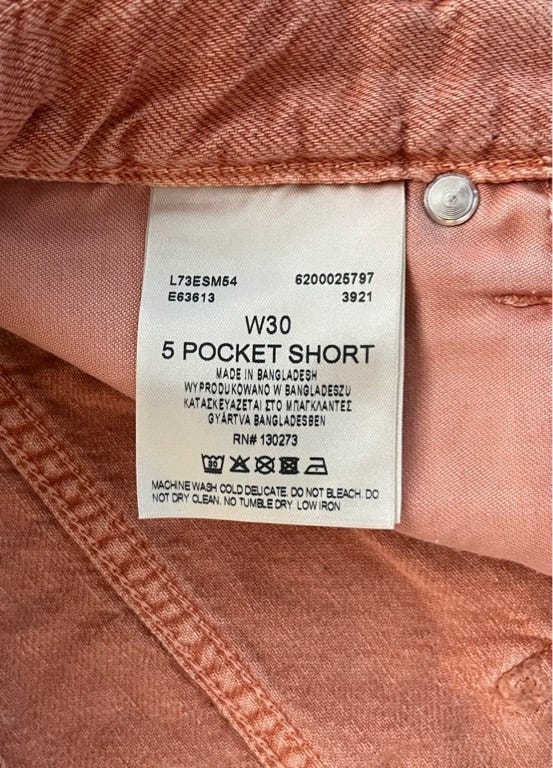 L73ESM54 6200025797
E63613 3921
W30
5 POCKET SHORT
MADE IN BANGLADESH
WYPRODUKOWANO W BANGLADESZU
ΚΑΤΑΣΚΕΥΑΖΕΤΑΙ ΣΤΟ ΜΠΑΓΚΛΑΝΤΕΣ
GYÁRTVA BANGLADESBEN
RN# 130273
30
MACHINE WASH COLD DELICATE. DO NOT BLEACH. DO
NOT DRY CLEAN. NO TUMBLE DRY. LOW IRON